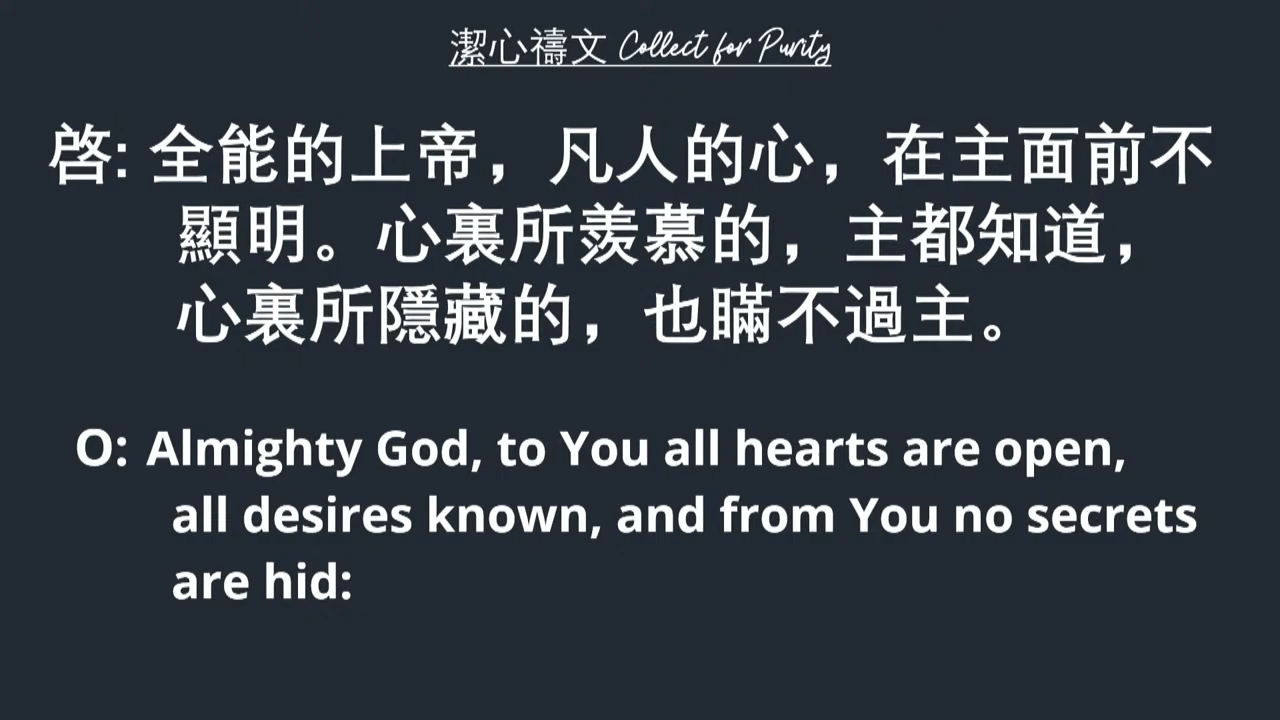 潔心禱文 Collect for Purity
啓: 全能的上帝，凡人的心，在主面前不
顯明。心裏所羨慕的，主都知道，
心裏所隱藏的，也瞞不過主。
O: Almighty God, to You all hearts are open,
all desires known, and from You no secrets
are hid: